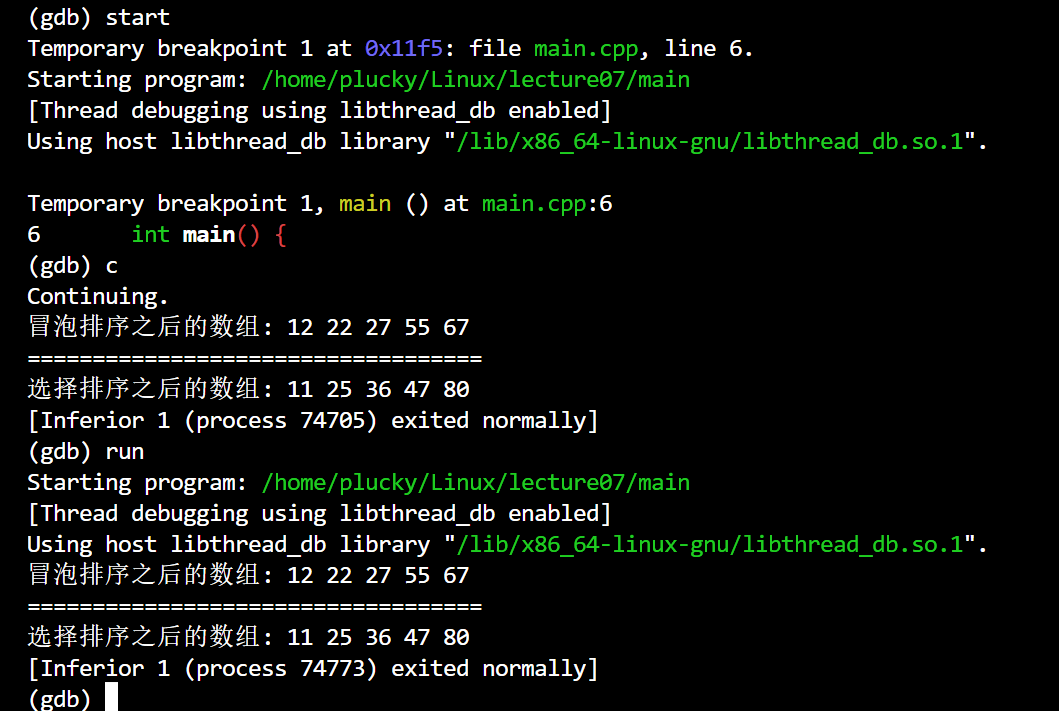 (gdb) start
Temporary breakpoint 1 at 0x11f5: file main.cpp, line 6.
Starting program: /home/plucky/Linux/lecture07/main
[Thread debugging using libthread_db enabled]
Using host libthread_db library "/lib/x86_64-linux-gnu/libthread_db.so.1".
Temporary breakpoint 1, main () at main.cpp:6
6       int main() {
(gdb) c
Continuing.
冒泡排序之后的数组: 12 22 27 55 67
===================================
选择排序之后的数组: 11 25 36 47 80
[Inferior 1 (process 74705) exited normally]
(gdb) run
Starting program: /home/plucky/Linux/lecture07/main
[Thread debugging using libthread_db enabled]
Using host libthread_db library "/lib/x86_64-linux-gnu/libthread_db.so.1".
冒泡排序之后的数组: 12 22 27 55 67
===================================
选择排序之后的数组: 11 25 36 47 80
[Inferior 1 (process 74773) exited normally]
(gdb)